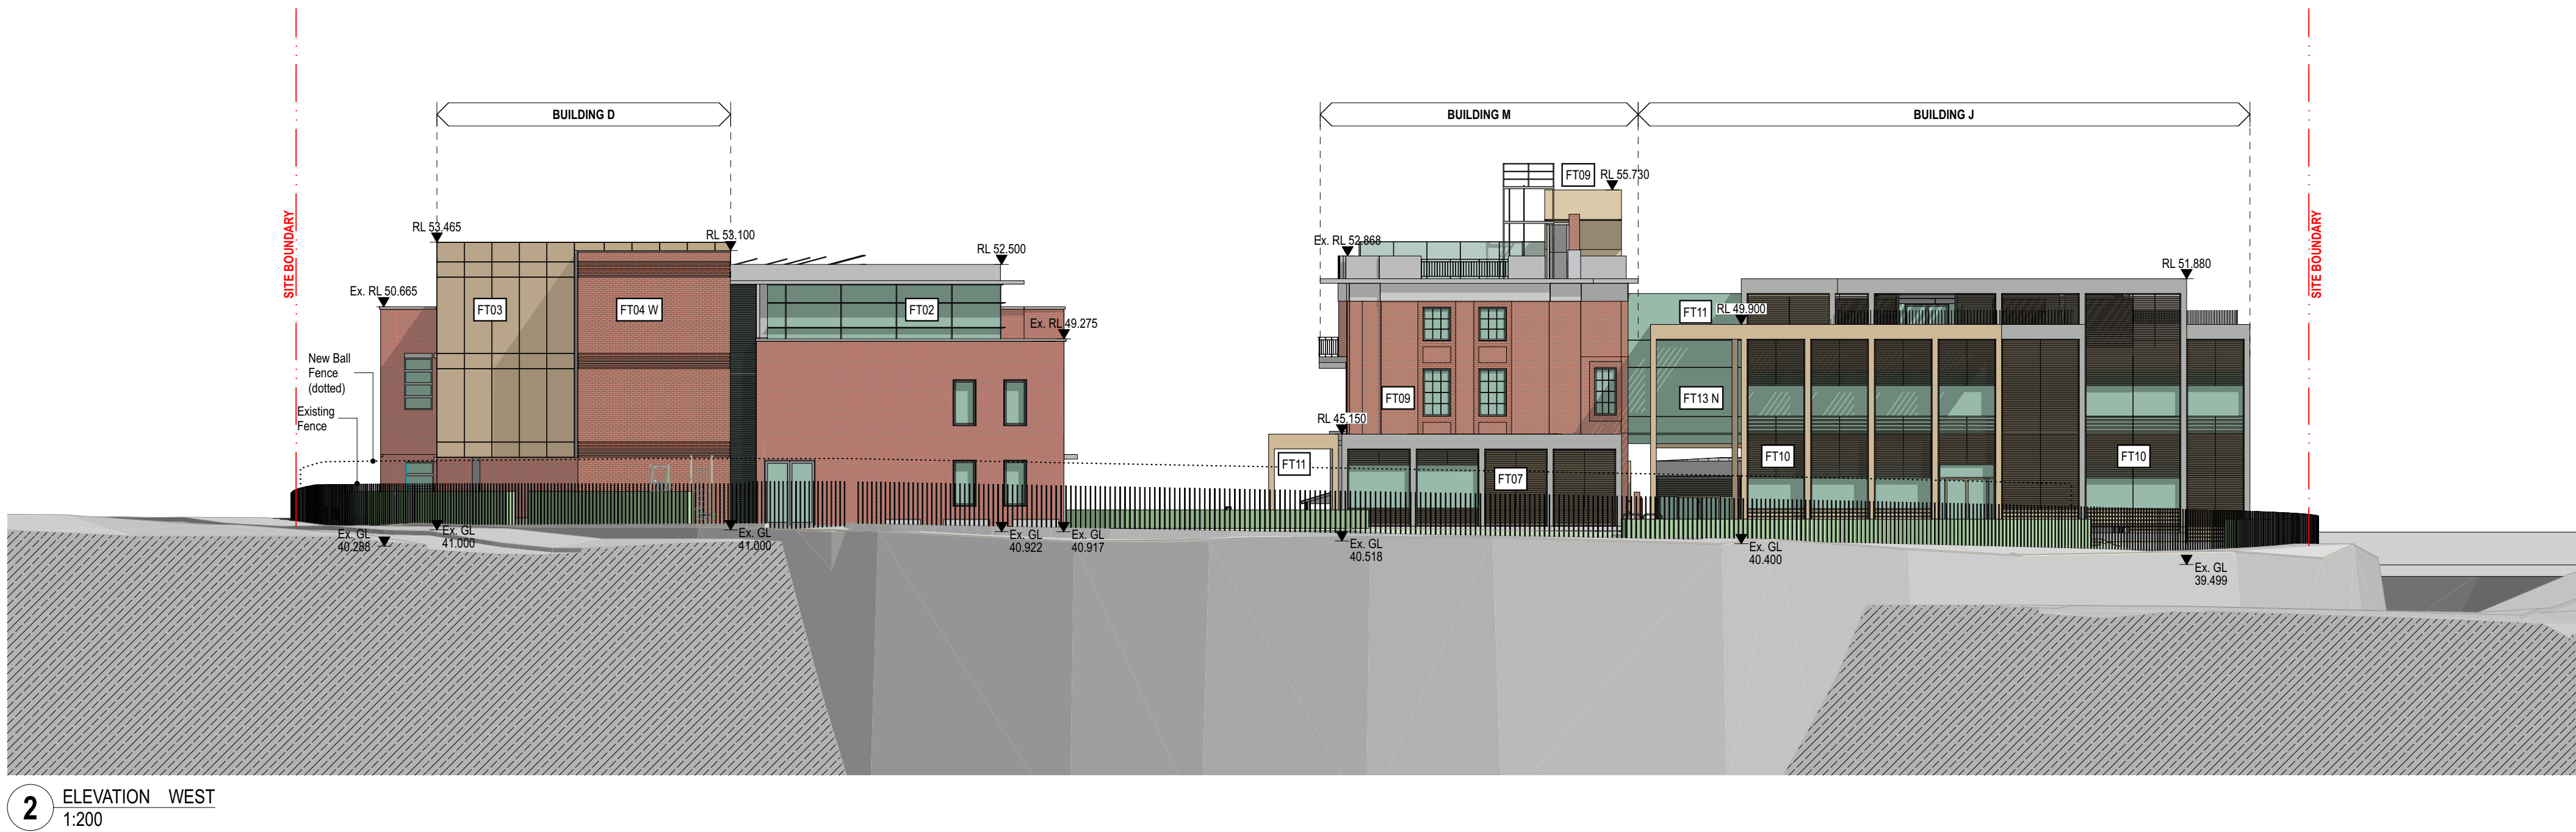 BUILDING D
BUILDING M
BUILDING J
SITE BOUNDARY
SITE BOUNDARY
FT09
RL 55.730
RL 53.465
RL 53.100
RL 52.500
Ex. RL 52.868
RL 51.880
Ex. RL 50.665
FT03
FT04 W
FT02
Ex. RL 49.275
FT11
RL 49.900
New Ball
Fence
(dotted)
Existing
Fence
FT09
FT13 N
RL 45.150
FT11
FT07
FT10
FT10
Ex. GL
40.288
Ex. GL
41.000
Ex. GL
41.000
Ex. GL
40.922
Ex. GL
40.917
Ex. GL
40.518
Ex. GL
40.400
Ex. GL
39.499
2
ELEVATION WEST
1:200